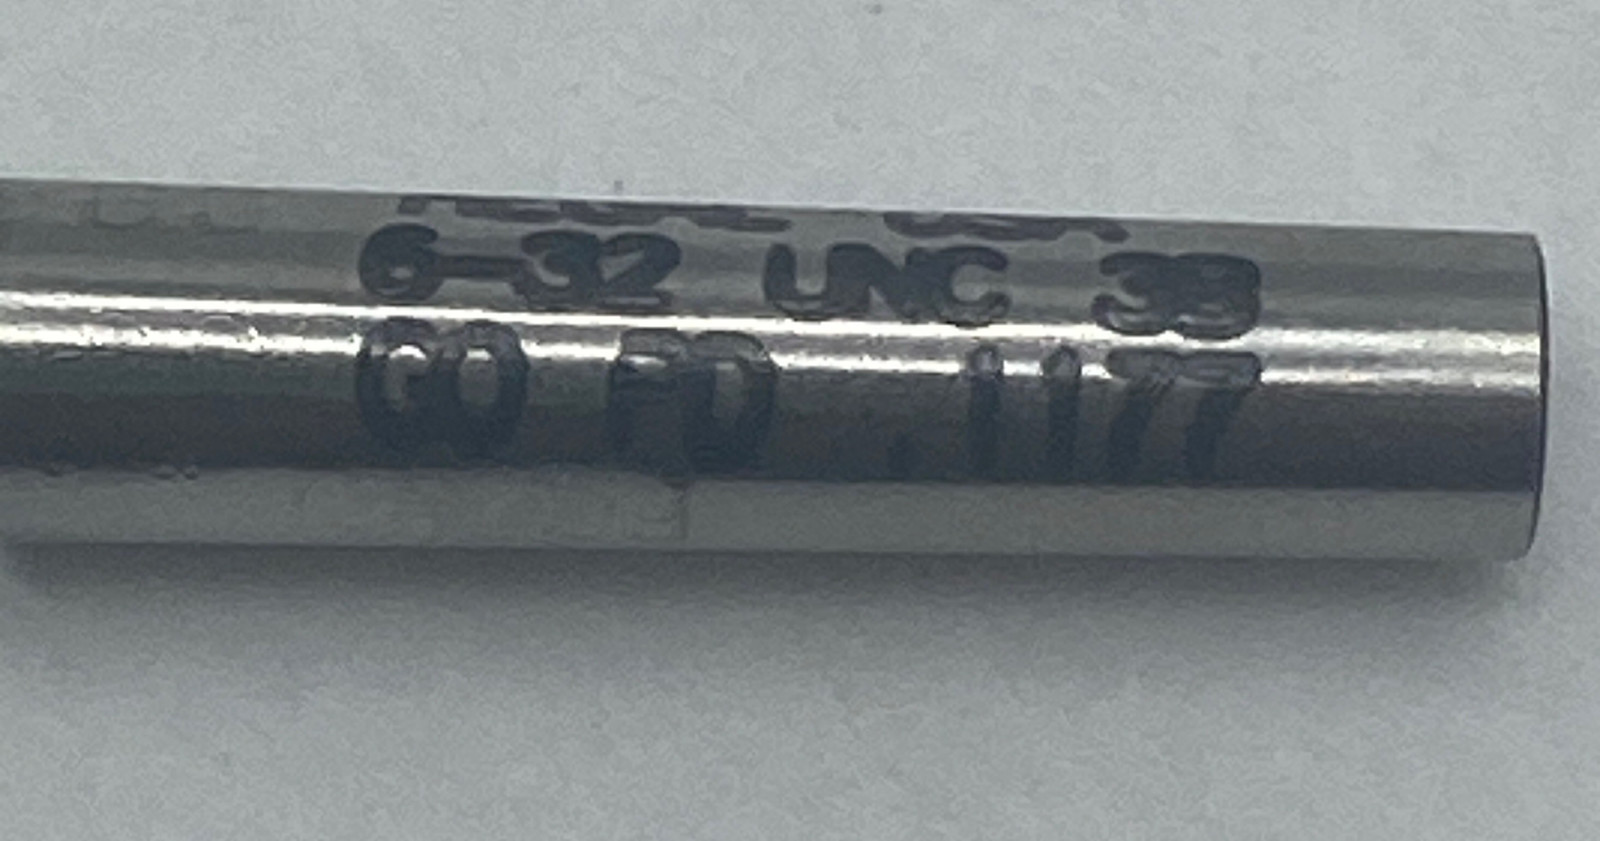 6-32 UNC 3B
GO PD .1177